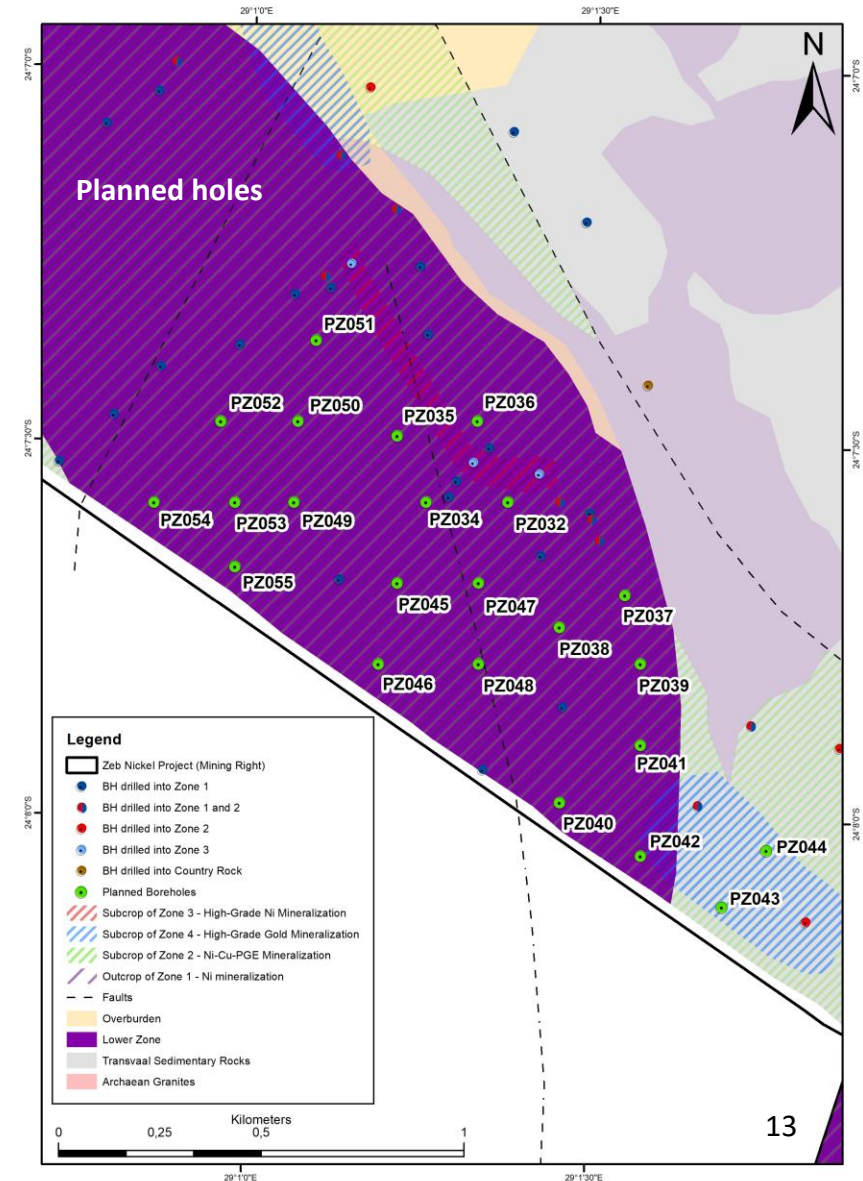 29°1'0"E
29°1'30"E
24°7'0"S
24°7'0"S
N
Planned holes
PZ051
PZ052
PZ050
PZ035
PZ036
24°7'30"S
24°7'30"S
PZ054
PZ053
PZ049
PZ034
PZ032
PZ055
PZ045
PZ047
PZ037
PZ038
PZ046
PZ048
PZ039
PZ041
PZ040
PZ042
PZ044
PZ043
24°8'0"S
24°8'0"S
Legend
Zeb Nickel Project (Mining Right)
BH drilled into Zone 1
BH drilled into Zone 1 and 2
BH drilled into Zone 2
BH drilled into Zone 3
BH drilled into Country Rock
Planned Boreholes
Subcrop of Zone 3 - High-Grade Ni Mineralization
Subcrop of Zone 4 - High-Grade Gold Mineralization
Subcrop of Zone 2 - Ni-Cu-PGE Mineralization
Outcrop of Zone 1 - Ni mineralization
Faults
Overburden
Lower Zone
Transvaal Sedimentary Rocks
Archaean Granites
Kilometers
0 0,25 0,5 1
13
29°1'0"E
29°1'30"E